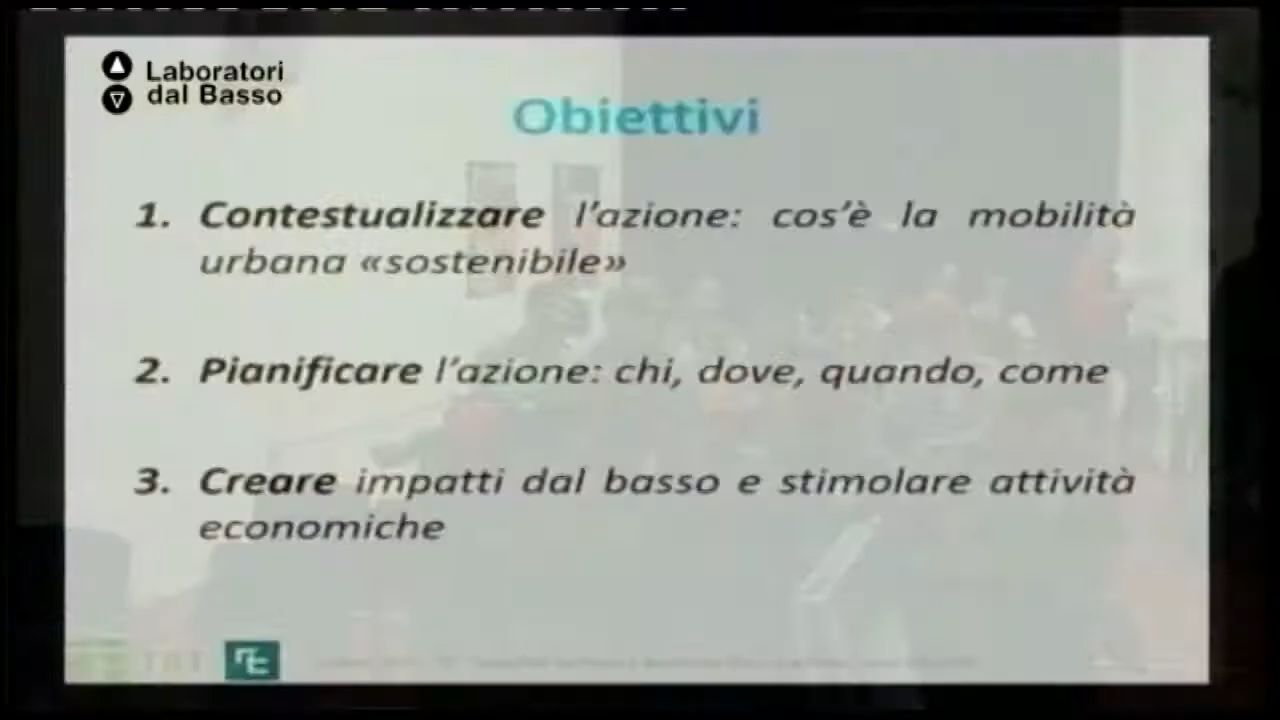 Laboratori
dal Basso
Obiettivi
1. Contestualizzare l'azione: cos'è la mobilità
urbana «sostenibile»
2. Pianificare l'azione: chi, dove, quando, come
3. Creare impatti dal basso e stimolare attività
economiche
TRT